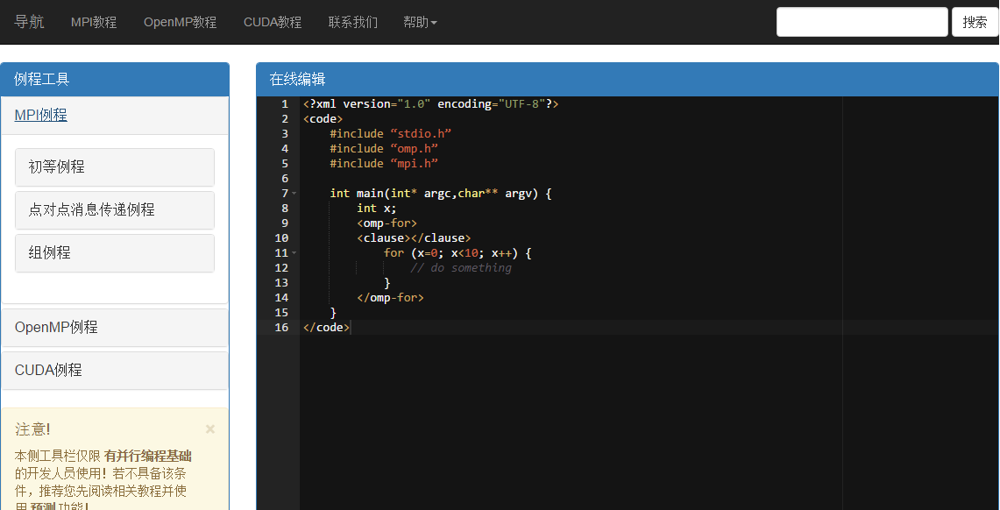 导航 MPI教程 OpenMP教程 CUDA教程 联系我们 帮助 搜索
例程工具
MPI例程
初等例程
点对点消息传递例程
组例程
OpenMP例程
CUDA例程
注意! ×
本侧工具栏仅限 有并行编程基础
的开发人员使用！若不具备该条
件，推荐您先阅读相关教程并使
用 预测 功能！
在线编辑
1 <?xml version="1.0" encoding="UTF-8"?>
2 <code>
3 #include “stdio.h”
4 #include “omp.h”
5 #include “mpi.h”
6
7 int main(int* argc,char** argv) {
8 int x;
9 <omp-for>
10 <clause></clause>
11 for (x=0; x<10; x++) {
12 // do something
13 }
14 </omp-for>
15 }
16 </code>